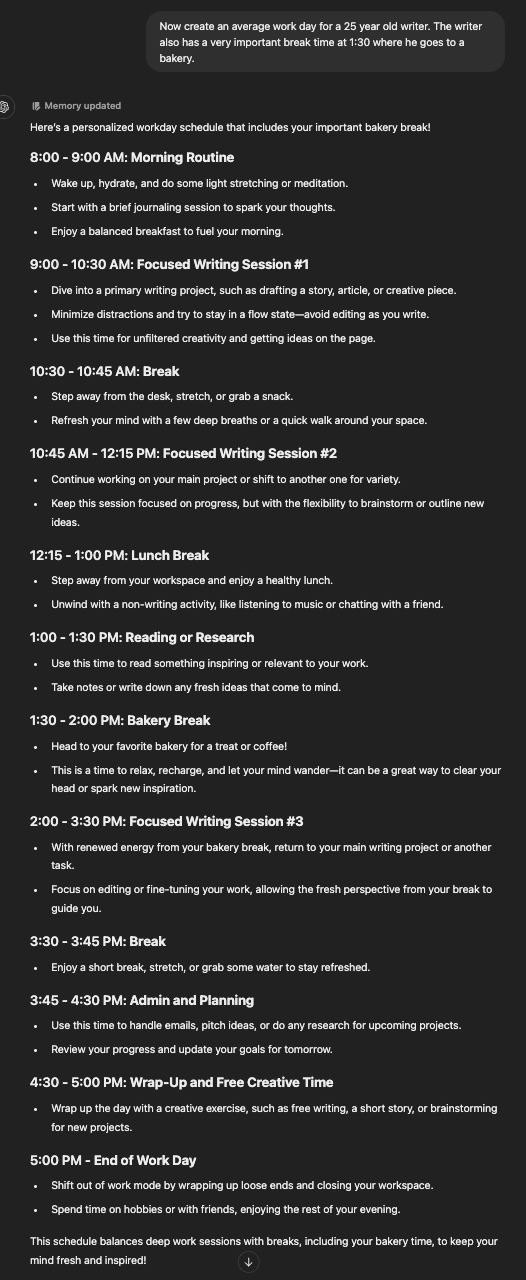 Now create an average work day for a 25 year old writer. The writer
also has a very important break time at 1:30 where he goes to a
bakery.
Memory updated
Here's a personalized workday schedule that includes your important bakery break!
8:00 - 9:00 AM: Morning Routine
• Wake up, hydrate, and do some light stretching or meditation.
• Start with a brief journaling session to spark your thoughts.
• Enjoy a balanced breakfast to fuel your morning.
9:00 - 10:30 AM: Focused Writing Session #1
• Dive into a primary writing project, such as drafting a story, article, or creative piece.
• Minimize distractions and try to stay in a flow state—avoid editing as you write.
• Use this time for unfiltered creativity and getting ideas on the page.
10:30 - 10:45 AM: Break
• Step away from the desk, stretch, or grab a snack.
• Refresh your mind with a few deep breaths or a quick walk around your space.
10:45 AM - 12:15 PM: Focused Writing Session #2
• Continue working on your main project or shift to another one for variety.
• Keep this session focused on progress, but with the flexibility to brainstorm or outline new
ideas.
12:15 - 1:00 PM: Lunch Break
• Step away from your workspace and enjoy a healthy lunch.
• Unwind with a non-writing activity, like listening to music or chatting with a friend.
1:00 - 1:30 PM: Reading or Research
• Use this time to read something inspiring or relevant to your work.
• Take notes or write down any fresh ideas that come to mind.
1:30 - 2:00 PM: Bakery Break
• Head to your favorite bakery for a treat or coffee!
• This is a time to relax, recharge, and let your mind wander—it can be a great way to clear your
head or spark new inspiration.
2:00 - 3:30 PM: Focused Writing Session #3
• With renewed energy from your bakery break, return to your main writing project or another
task.
• Focus on editing or fine-tuning your work, allowing the fresh perspective from your break to
guide you.
3:30 - 3:45 PM: Break
• Enjoy a short break, stretch, or grab some water to stay refreshed.
3:45 - 4:30 PM: Admin and Planning
• Use this time to handle emails, pitch ideas, or do any research for upcoming projects.
• Review your progress and update your goals for tomorrow.
4:30 - 5:00 PM: Wrap-Up and Free Creative Time
• Wrap up the day with a creative exercise, such as free writing, a short story, or brainstorming
for new projects.
5:00 PM - End of Work Day
• Shift out of work mode by wrapping up loose ends and closing your workspace.
• Spend time on hobbies or with friends, enjoying the rest of your evening.
This schedule balances deep work sessions with breaks, including your bakery time, to keep your
mind fresh and inspired!